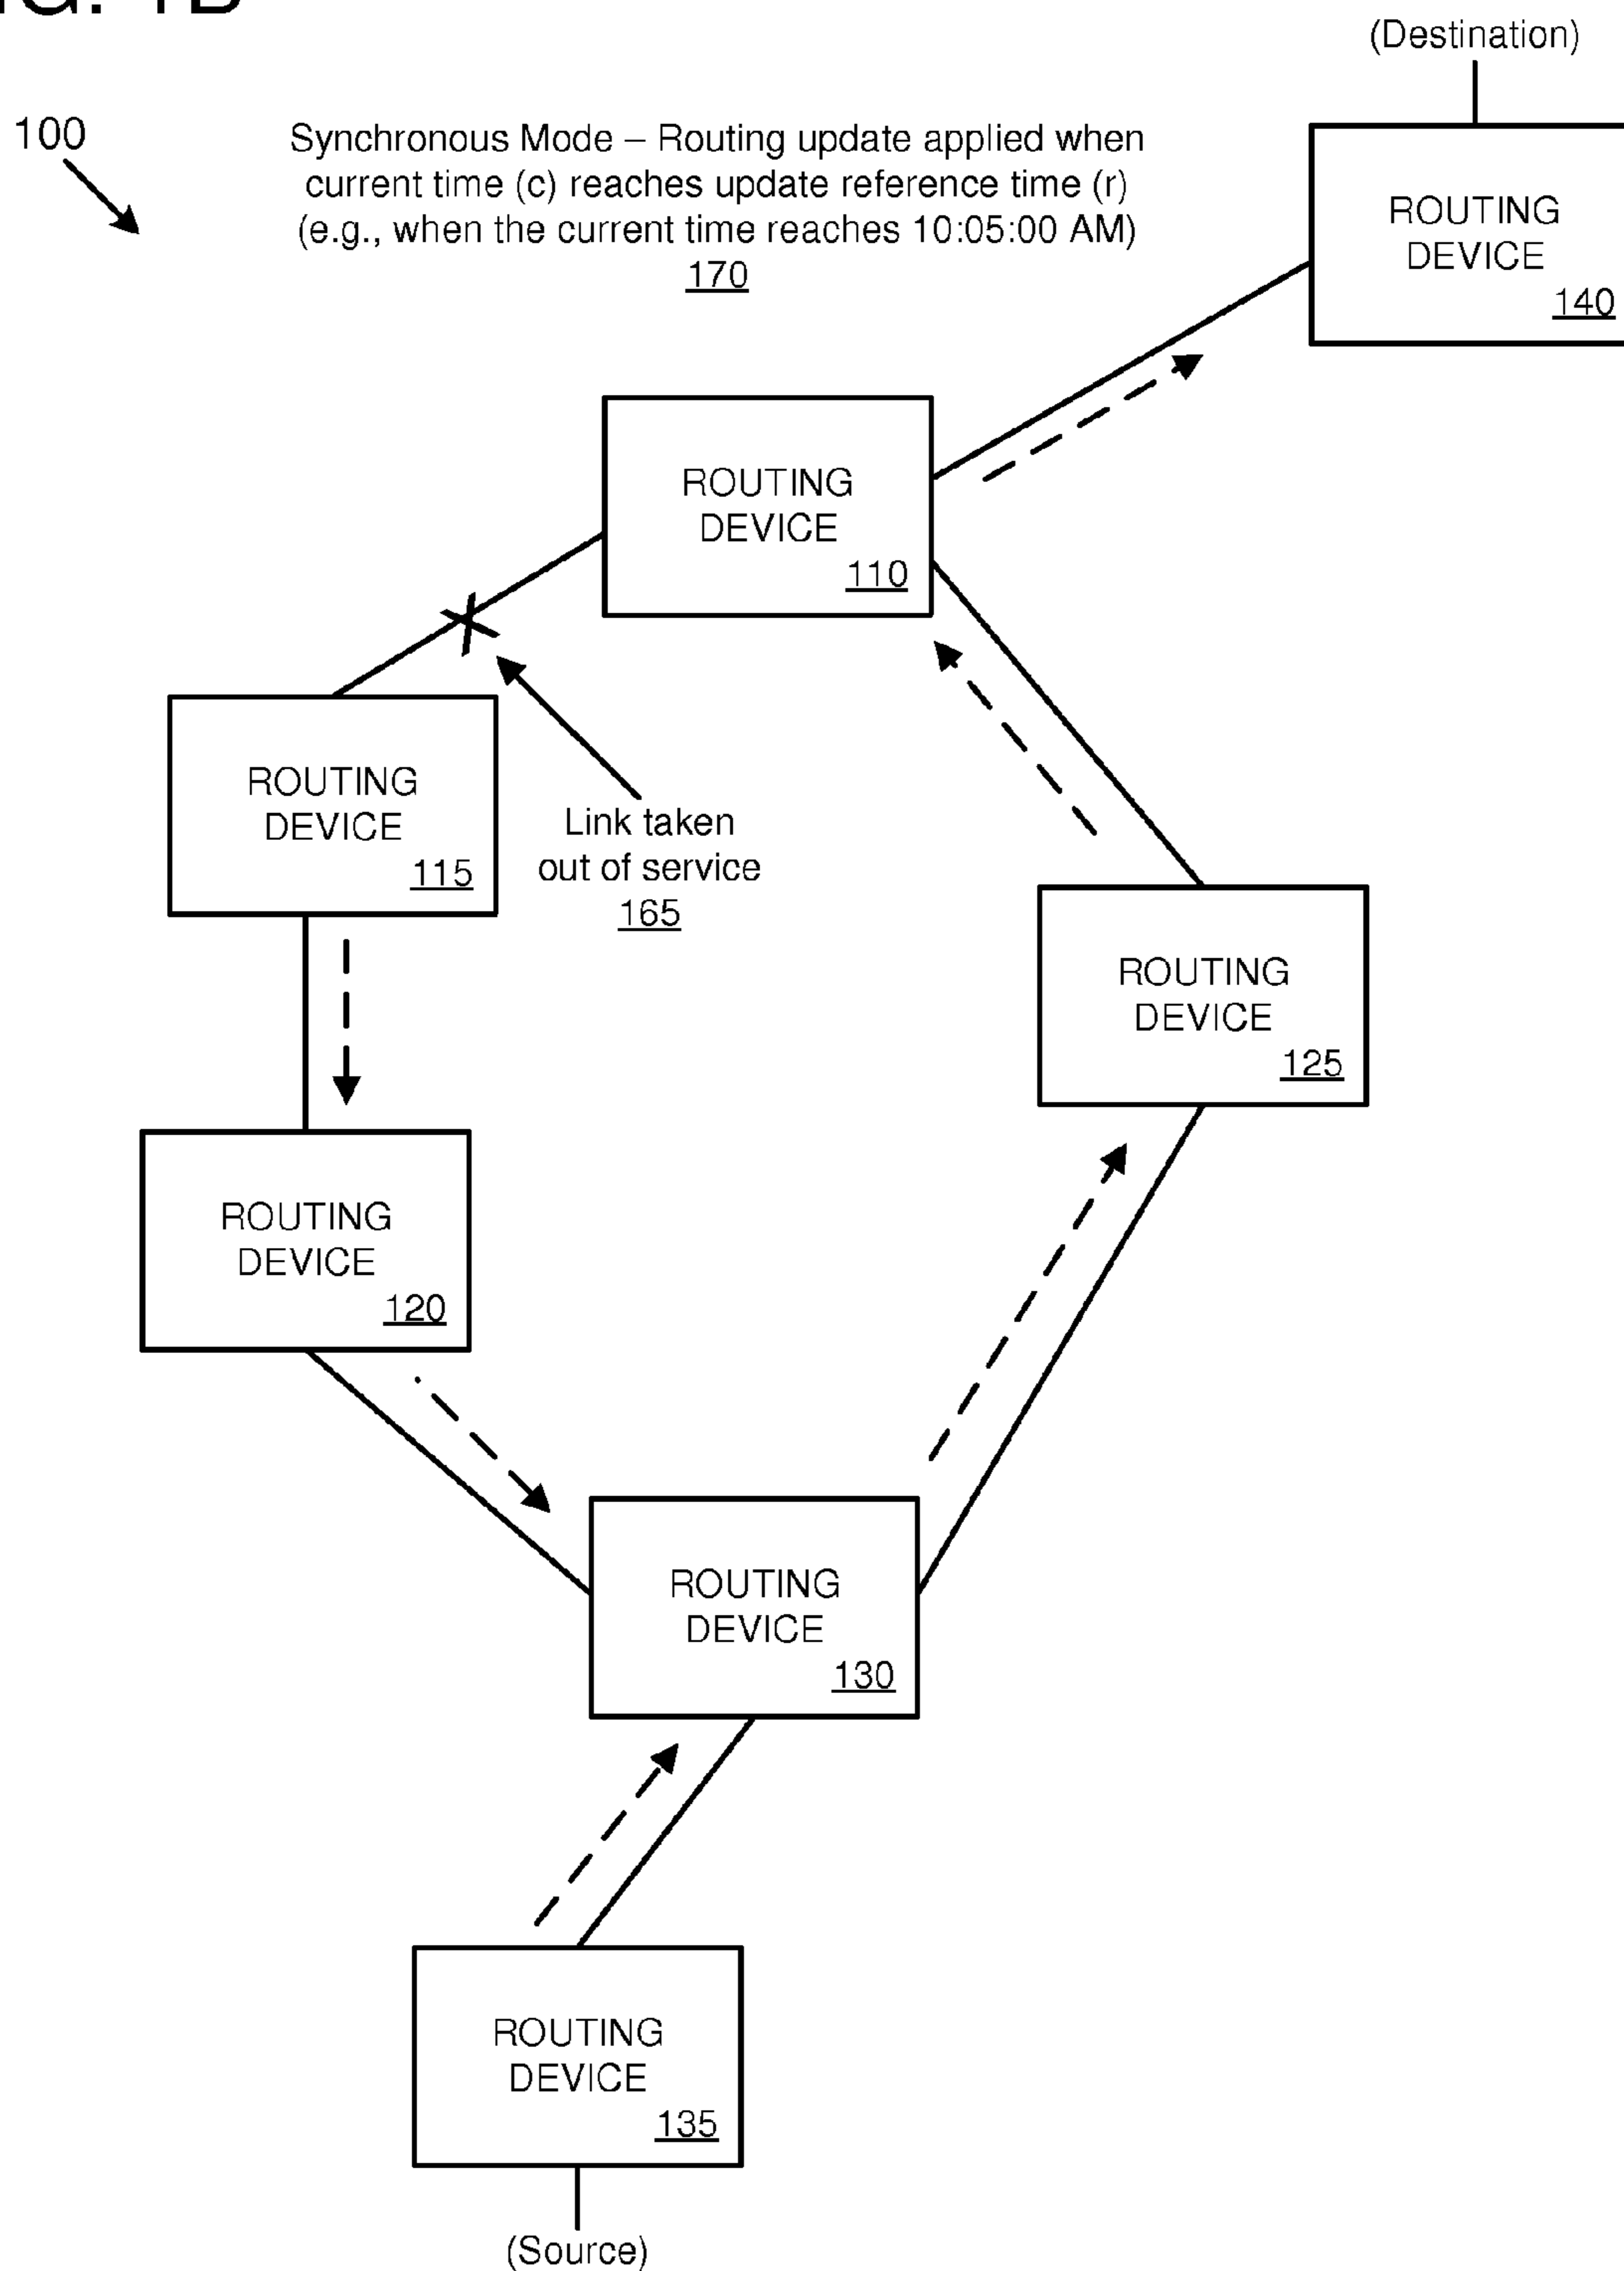 FIG. 1B
(Destination)
100
Synchronous Mode – Routing update applied when
current time (c) reaches update reference time (r)
(e.g., when the current time reaches 10:05:00 AM)
170
ROUTING
DEVICE
140
ROUTING
DEVICE
110
ROUTING
DEVICE
115
Link taken
out of service
165
ROUTING
DEVICE
125
ROUTING
DEVICE
120
ROUTING
DEVICE
130
ROUTING
DEVICE
135
(Source)